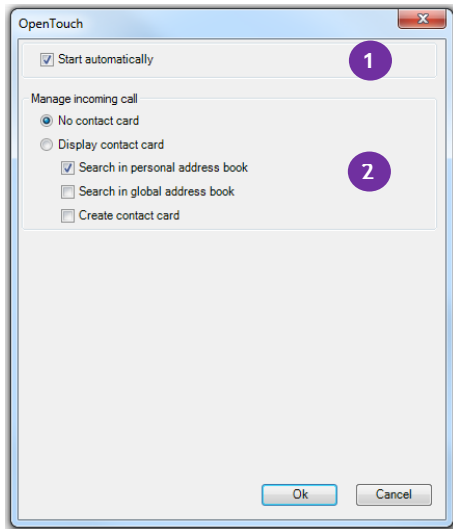 OpenTouch
Start automatically
1
Manage incoming call
No contact card
Display contact card
Search in personal address book
2
Search in global address book
Create contact card
Ok Cancel